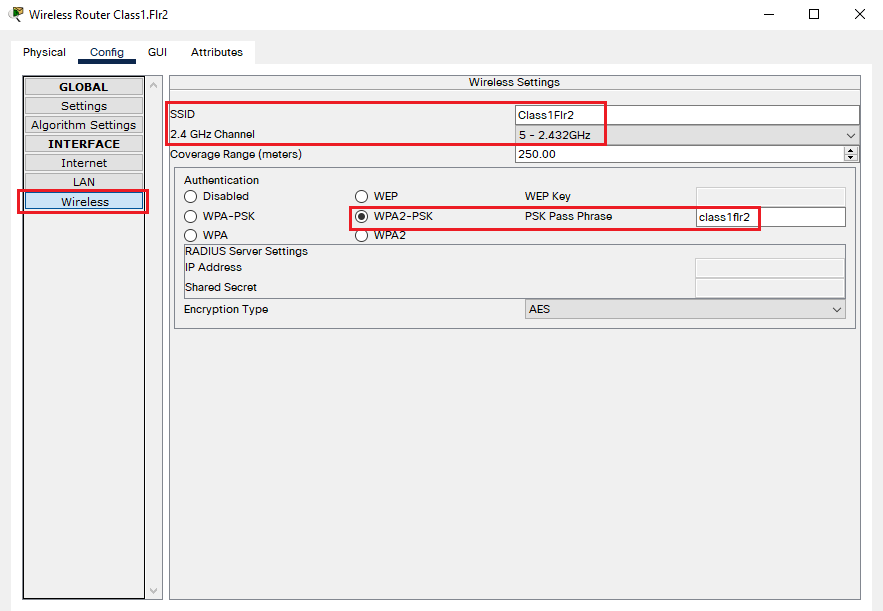 Wireless Router Class1.Flr2
Physical Config GUI Attributes
GLOBAL
Settings
Algorithm Settings
INTERFACE
Internet
LAN
Wireless
Wireless Settings
SSID Class1Flr2
2.4 GHz Channel 5 - 2.432GHz
Coverage Range (meters) 250.00
Authentication
Disabled WEP WEP Key
WPA-PSK WPA2-PSK PSK Pass Phrase class1flr2
WPA WPA2
RADIUS Server Settings
IP Address
Shared Secret
Encryption Type AES